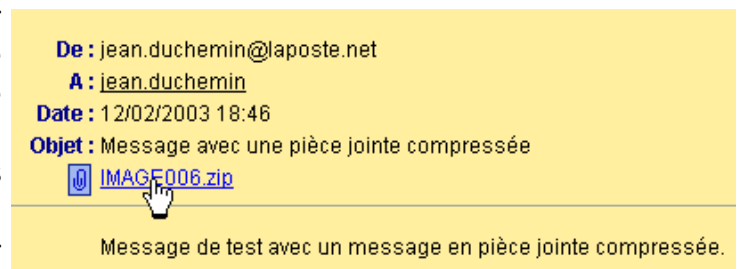 De : jean.duchemin@laposte.net
A : jean.duchemin
Date : 12/02/2003 18:46
Objet : Message avec une pièce jointe compressée
IMAGE006.zip
Message de test avec un message en pièce jointe compressée.